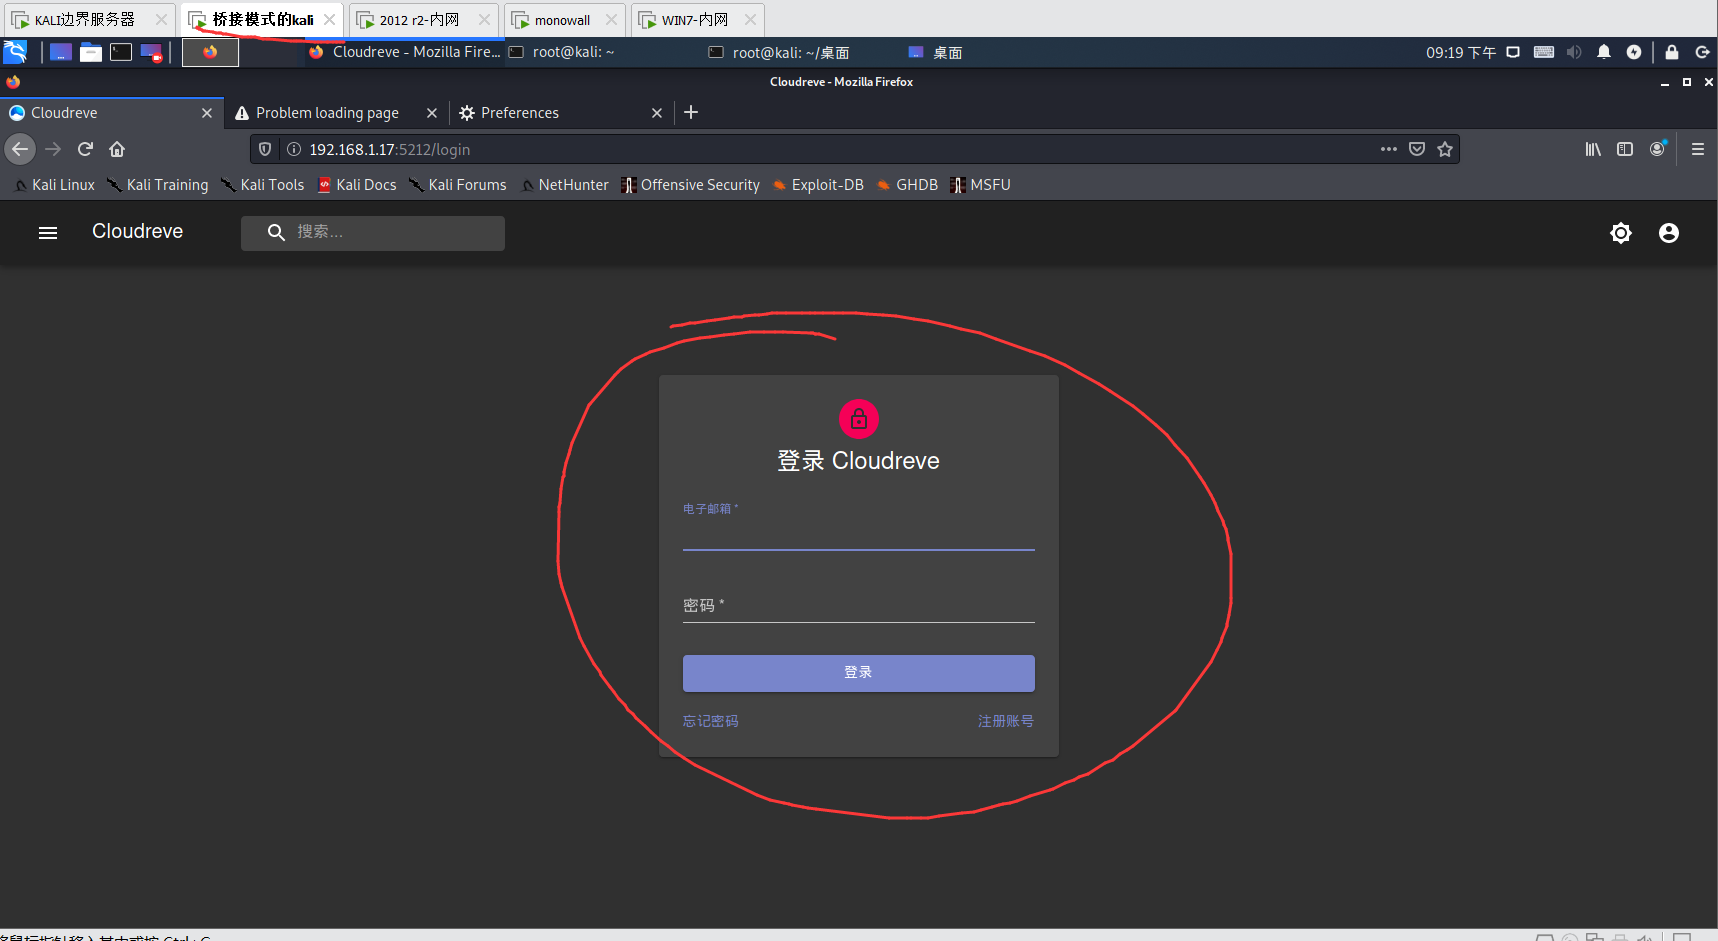 KALI边界服务器 桥接模式的kali 2012 r2-内网 monowall WIN7-内网
Cloudreve - Mozilla Fire... root@kali: ~ root@kali: ~/桌面 桌面 09:19 下午
Cloudreve - Mozilla Firefox
Cloudreve Problem loading page Preferences
192.168.1.17:5212/login
Kali Linux Kali Training Kali Tools Kali Docs Kali Forums NetHunter Offensive Security Exploit-DB GHDB MSFU
Cloudreve 搜索...
登录 Cloudreve
电子邮箱 *
密码 *
登录
忘记密码 注册账号